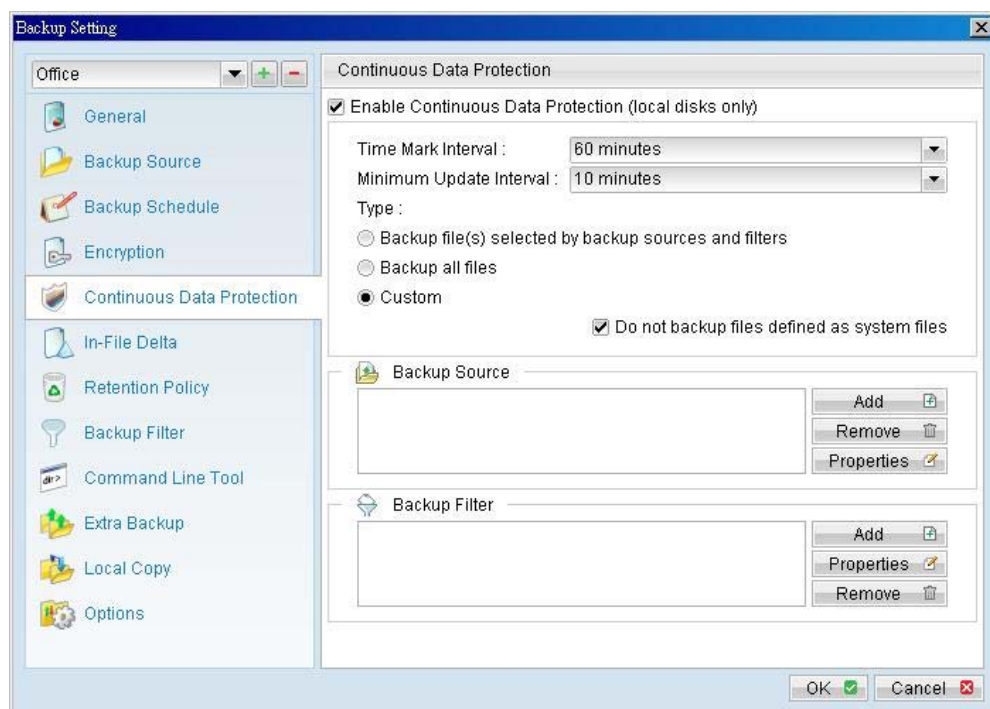 Backup Setting
Office
General
Backup Source
Backup Schedule
Encryption
Continuous Data Protection
In-File Delta
Retention Policy
Backup Filter
dir>
Command Line Tool
Extra Backup
Local Copy
Options
Continuous Data Protection
Enable Continuous Data Protection (local disks only)
Time Mark Interval : 60 minutes
Minimum Update Interval : 10 minutes
Type :
Backup file(s) selected by backup sources and filters
Backup all files
Custom
Do not backup files defined as system files
Backup Source
Add
Remove
Properties
Backup Filter
Add
Properties
Remove
OK
Cancel